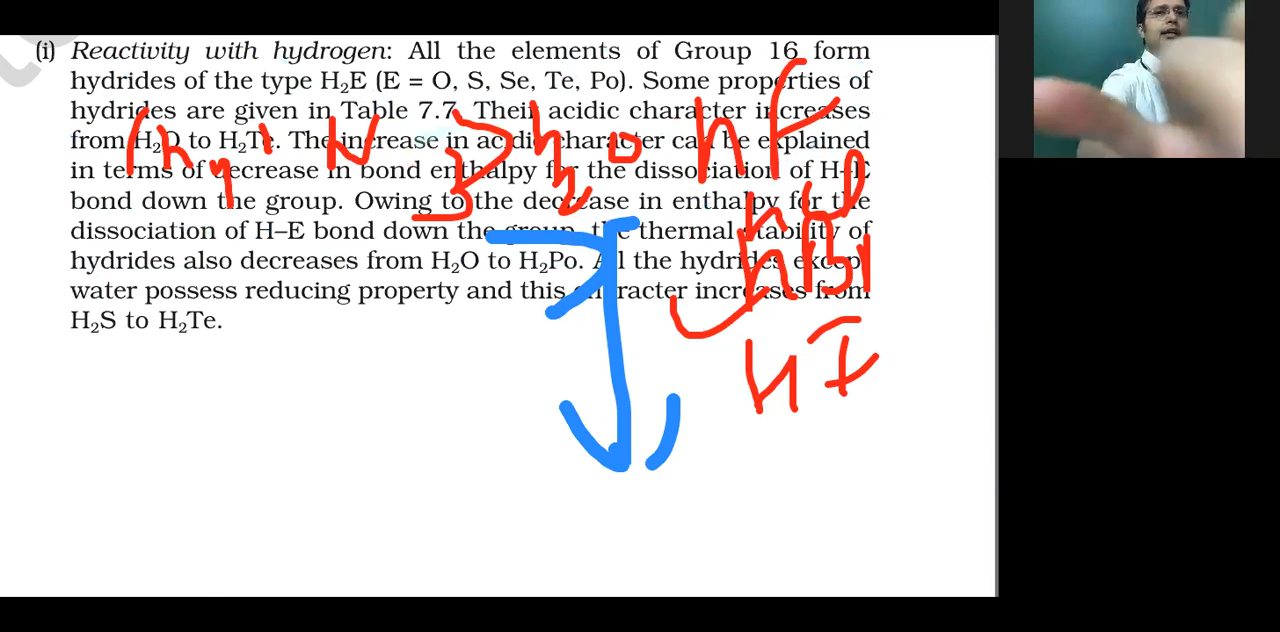 (i) Reactivity with hydrogen: All the elements of Group 16 form
hydrides of the type H₂E (E = O, S, Se, Te, Po). Some properties of
hydrides are given in Table 7.7. Their acidic character increases
from H₂O to H₂Te. The increase in acidic character can be explained
in terms of decrease in bond enthalpy for the dissociation of H–E
bond down the group. Owing to the decrease in enthalpy for the
dissociation of H–E bond down the group, the thermal stability of
hydrides also decreases from H₂O to H₂Po. All the hydrides except
water possess reducing property and this character increases from
H₂S to H₂Te.
h₂o hF
hBr
HI